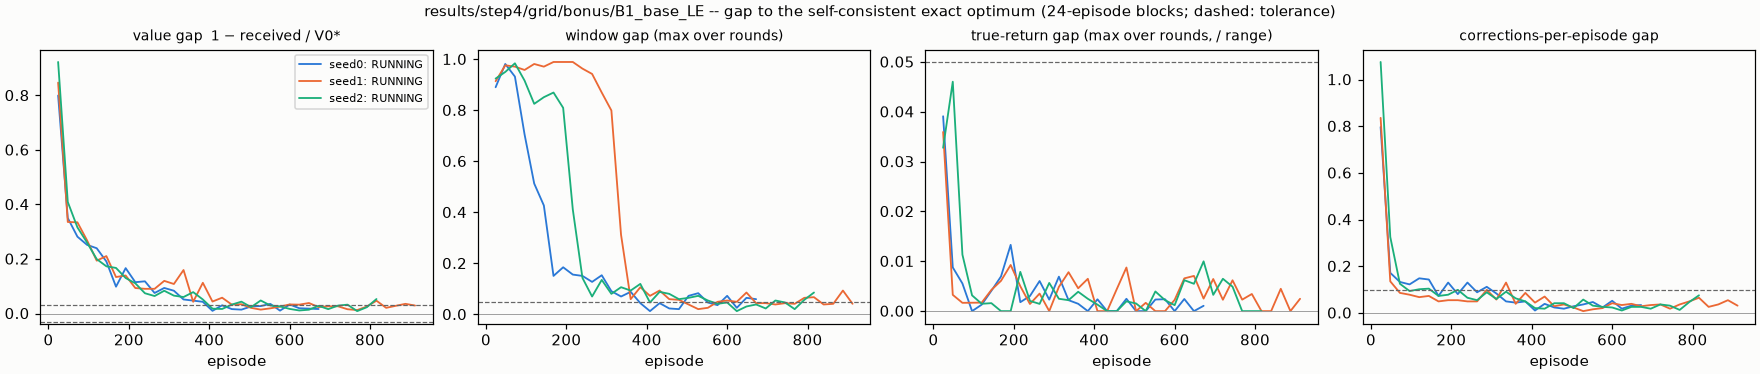 results/step4/grid/bonus/B1_base_LE -- gap to the self-consistent exact optimum (24-episode blocks; dashed: tolerance)
value gap 1 − received / V0*
seed0: RUNNING
seed1: RUNNING
seed2: RUNNING
0.8
0.6
0.4
0.2
0.0
0 200 400 600 800
episode
window gap (max over rounds)
1.0
0.8
0.6
0.4
0.2
0.0
0 200 400 600 800
episode
true-return gap (max over rounds, / range)
0.05
0.04
0.03
0.02
0.01
0.00
0 200 400 600 800
episode
corrections-per-episode gap
1.0
0.8
0.6
0.4
0.2
0.0
0 200 400 600 800
episode